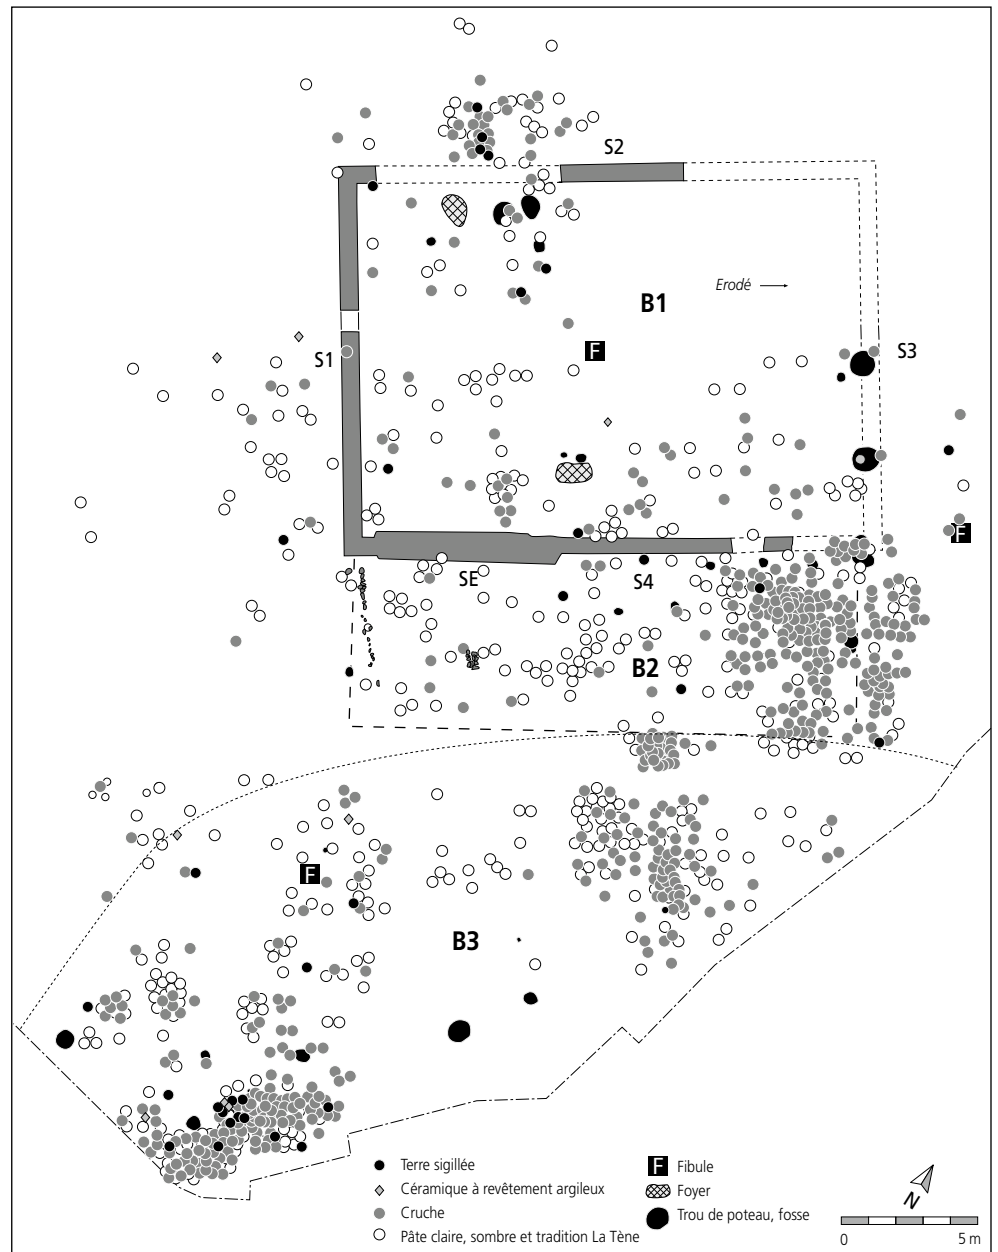 S2
B1
Erodé
F
S1
S3
F
SE
S4
B2
F
B3
Terre sigillée
Céramique à revêtement argileux
Cruche
Pâte claire, sombre et tradition La Tène
F Fibule
Foyer
Trou de poteau, fosse
N
0 5 m